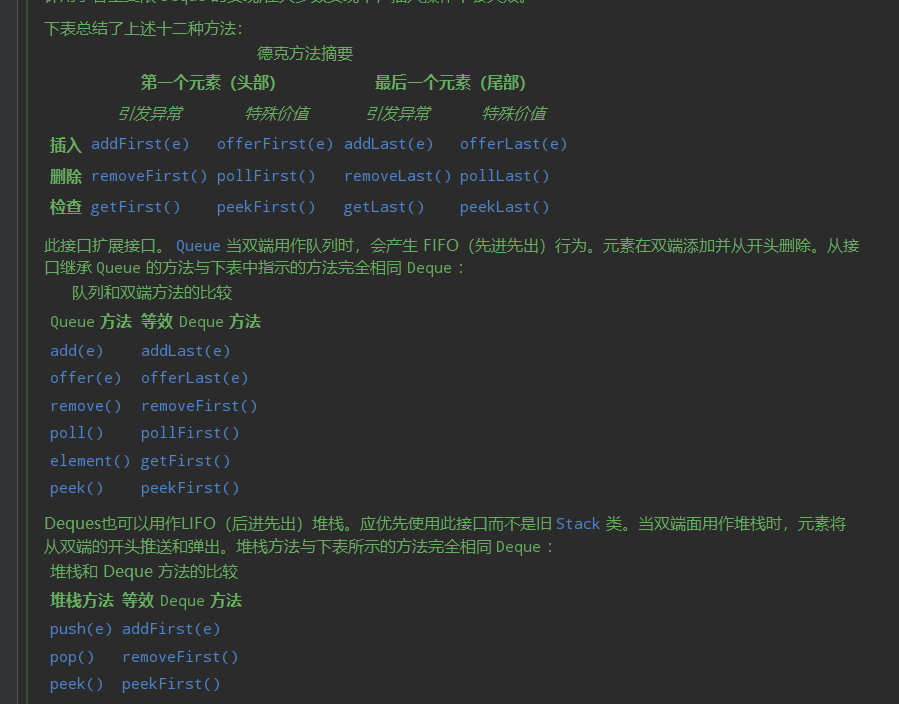 下表总结了上述十二种方法：
德克方法摘要
第一个元素（头部） 最后一个元素（尾部）
引发异常 特殊价值 引发异常 特殊价值
插入 addFirst(e) offerFirst(e) addLast(e) offerLast(e)
删除 removeFirst() pollFirst() removeLast() pollLast()
检查 getFirst() peekFirst() getLast() peekLast()
此接口扩展接口。 Queue 当双端用作队列时，会产生 FIFO（先进先出）行为。元素在双端添加并从开头删除。从接
口继承 Queue 的方法与下表中指示的方法完全相同 Deque ：
队列和双端方法的比较
Queue 方法 等效 Deque 方法
add(e) addLast(e)
offer(e) offerLast(e)
remove() removeFirst()
poll() pollFirst()
element() getFirst()
peek() peekFirst()
Deques也可以用作LIFO（后进先出）堆栈。应优先使用此接口而不是旧 Stack 类。当双端面用作堆栈时，元素将
从双端的开头推送和弹出。堆栈方法与下表所示的方法完全相同 Deque ：
堆栈和 Deque 方法的比较
堆栈方法 等效 Deque 方法
push(e) addFirst(e)
pop() removeFirst()
peek() peekFirst()